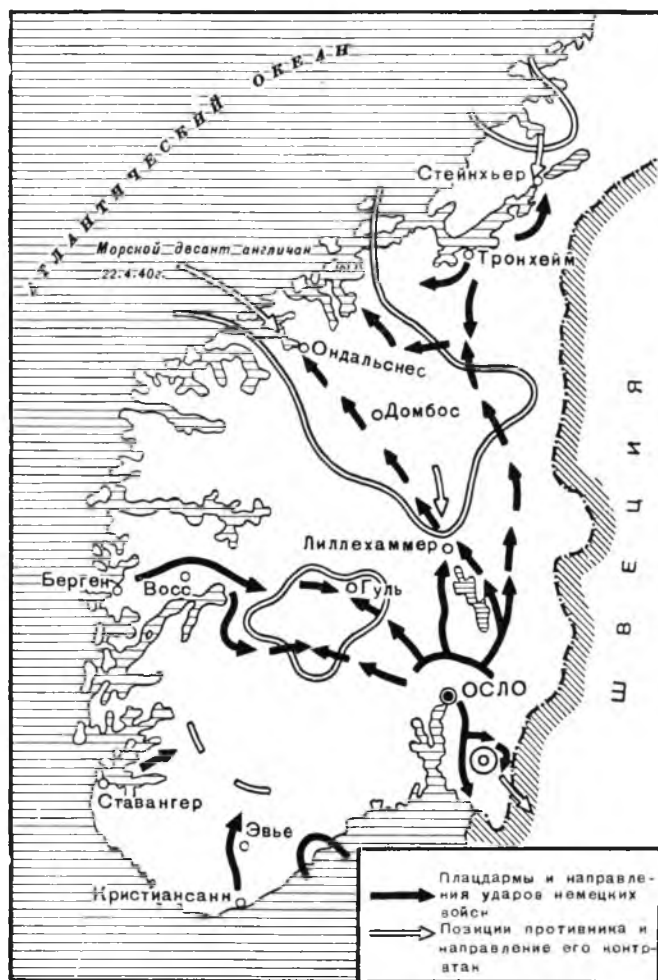 АТЛАНТИЧЕСКИЙ ОКЕАН
Стейнхьер
Тронхейм
Морской десант англичан
22.4.40г.
Ондальснес
Домбос
ШВЕЦИЯ
Лиллехаммер
Берген
Восс
Гуль
ОСЛО
Ставангер
Эвье
Кристиансанн
Плацдармы и направле-
ния ударов немецких
войск
Позиции противника и
направление его контр-
атак